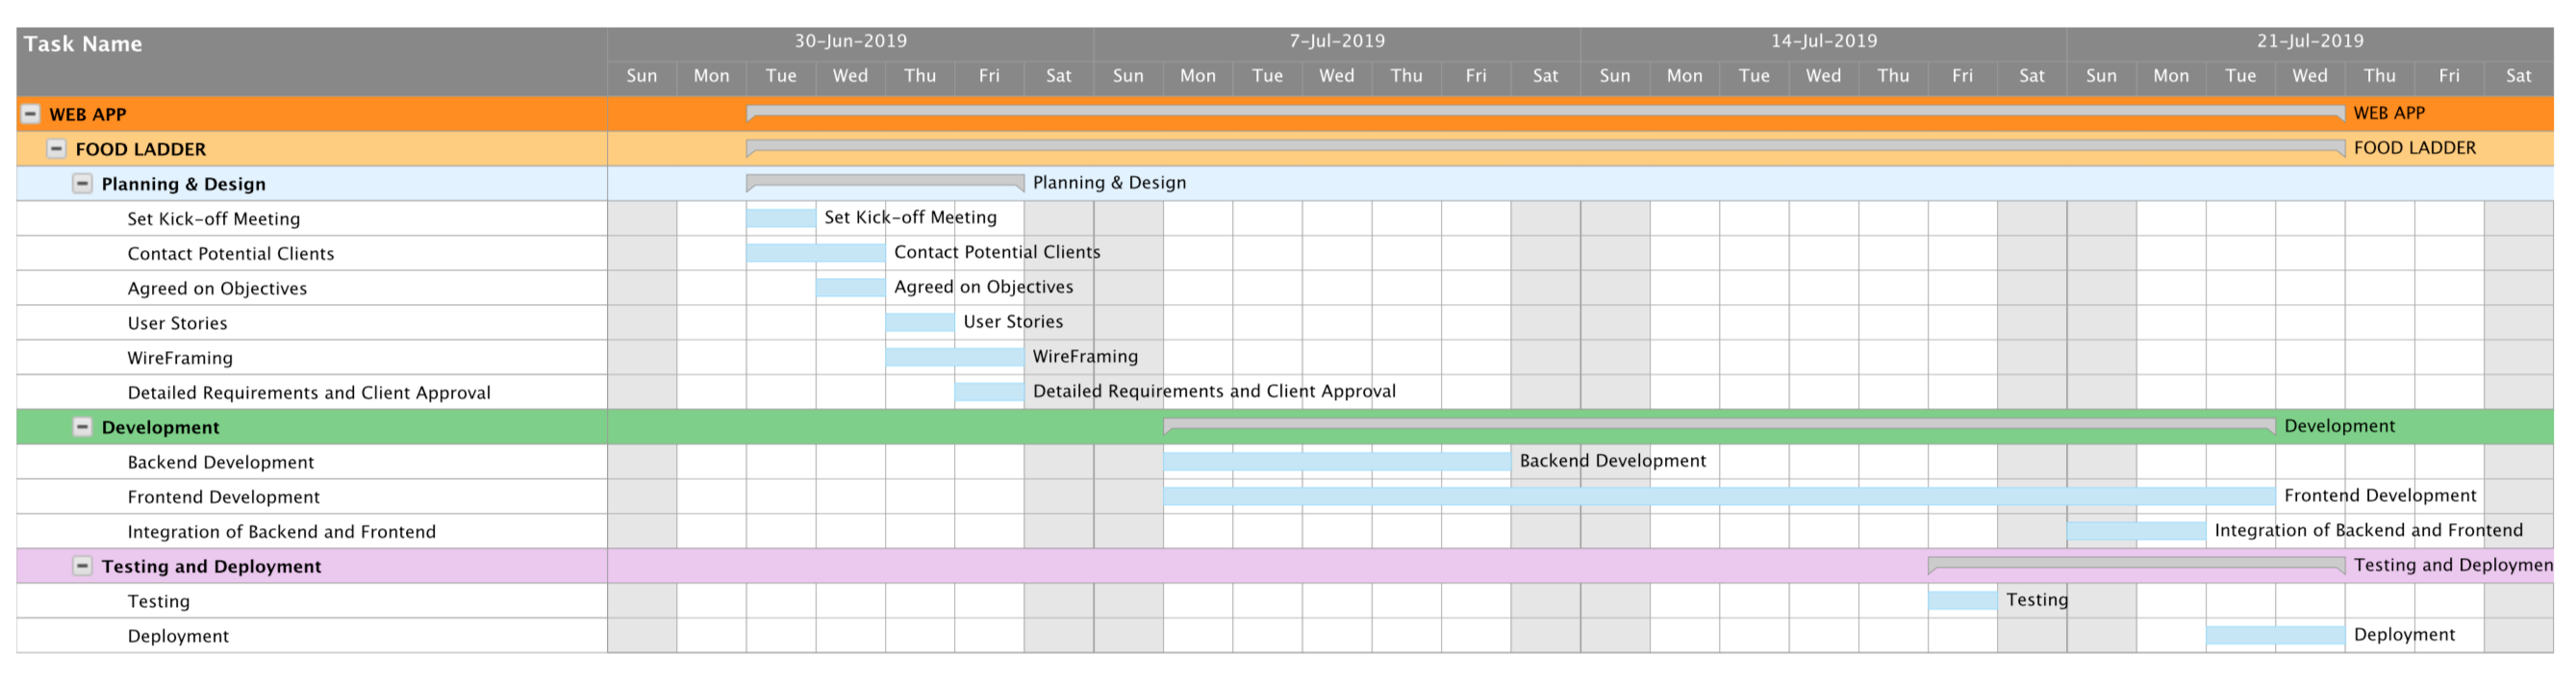 Task Name
30-Jun-2019 7-Jul-2019 14-Jul-2019 21-Jul-2019
Sun Mon Tue Wed Thu Fri Sat Sun Mon Tue Wed Thu Fri Sat Sun Mon Tue Wed Thu Fri Sat Sun Mon Tue Wed Thu Fri Sat
WEB APP WEB APP
FOOD LADDER FOOD LADDER
Planning & Design Planning & Design
Set Kick-off Meeting Set Kick-off Meeting
Contact Potential Clients Contact Potential Clients
Agreed on Objectives Agreed on Objectives
User Stories User Stories
WireFraming WireFraming
Detailed Requirements and Client Approval Detailed Requirements and Client Approval
Development Development
Backend Development Backend Development
Frontend Development Frontend Development
Integration of Backend and Frontend Integration of Backend and Frontend
Testing and Deployment Testing and Deploymen
Testing Testing
Deployment Deployment